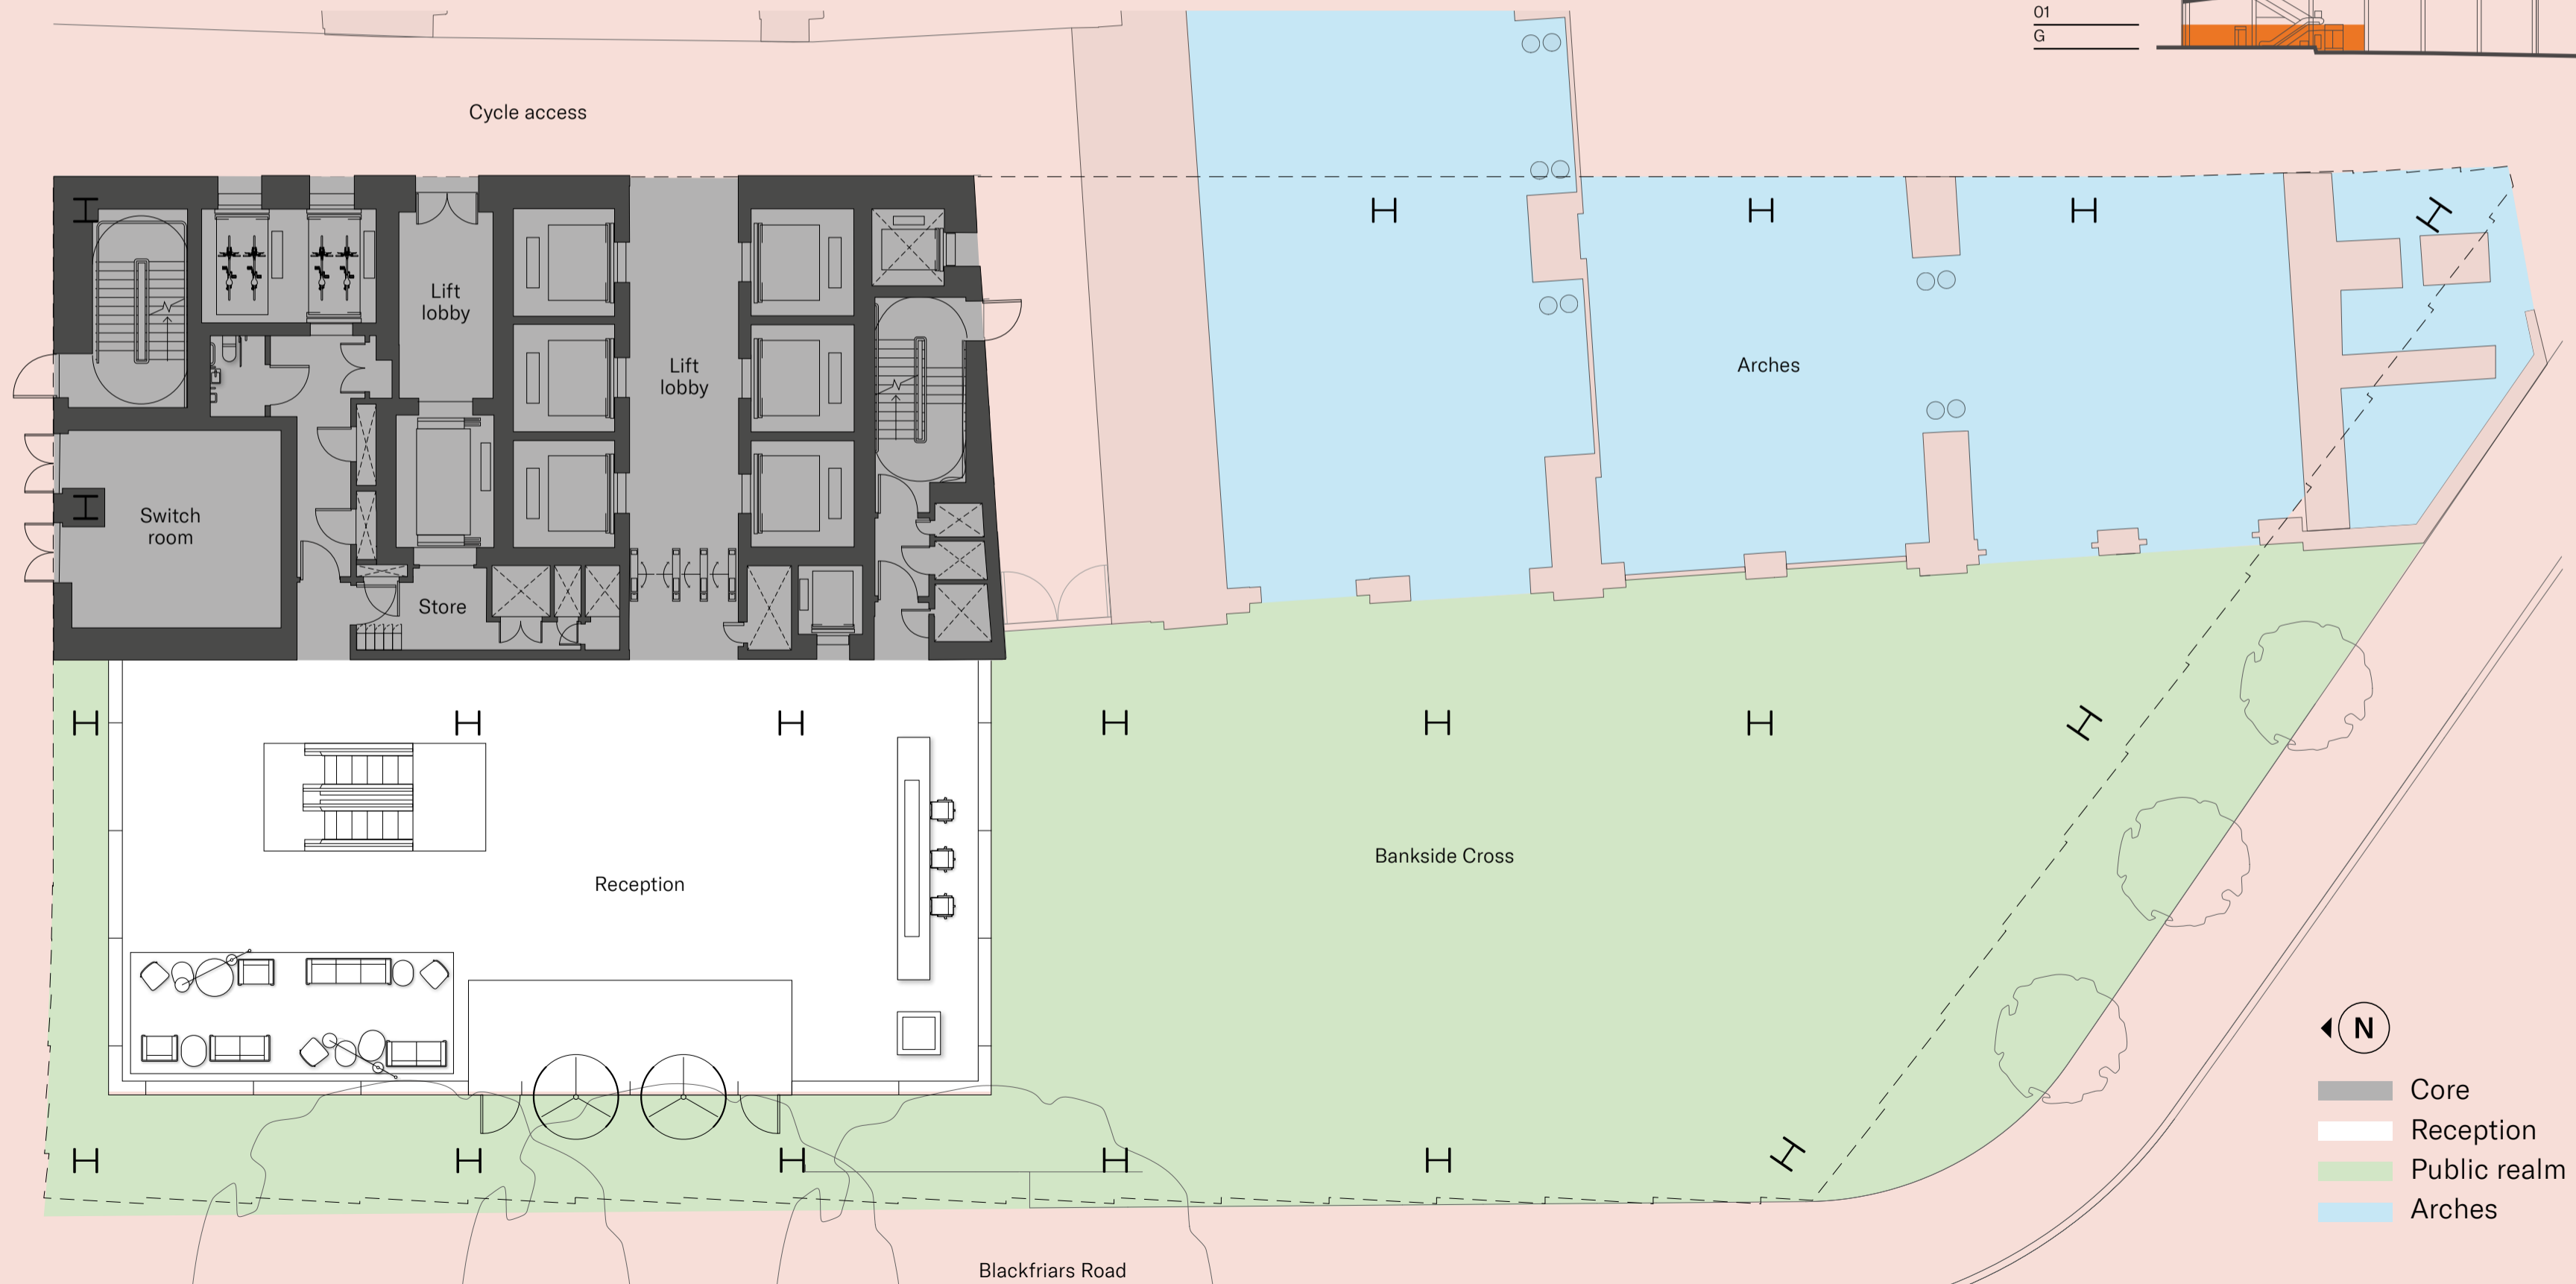 01
G
Cycle access
Lift
lobby
Lift
lobby
Arches
Switch
room
Store
Reception
Bankside Cross
N
Core
Reception
Public realm
Arches
Blackfriars Road